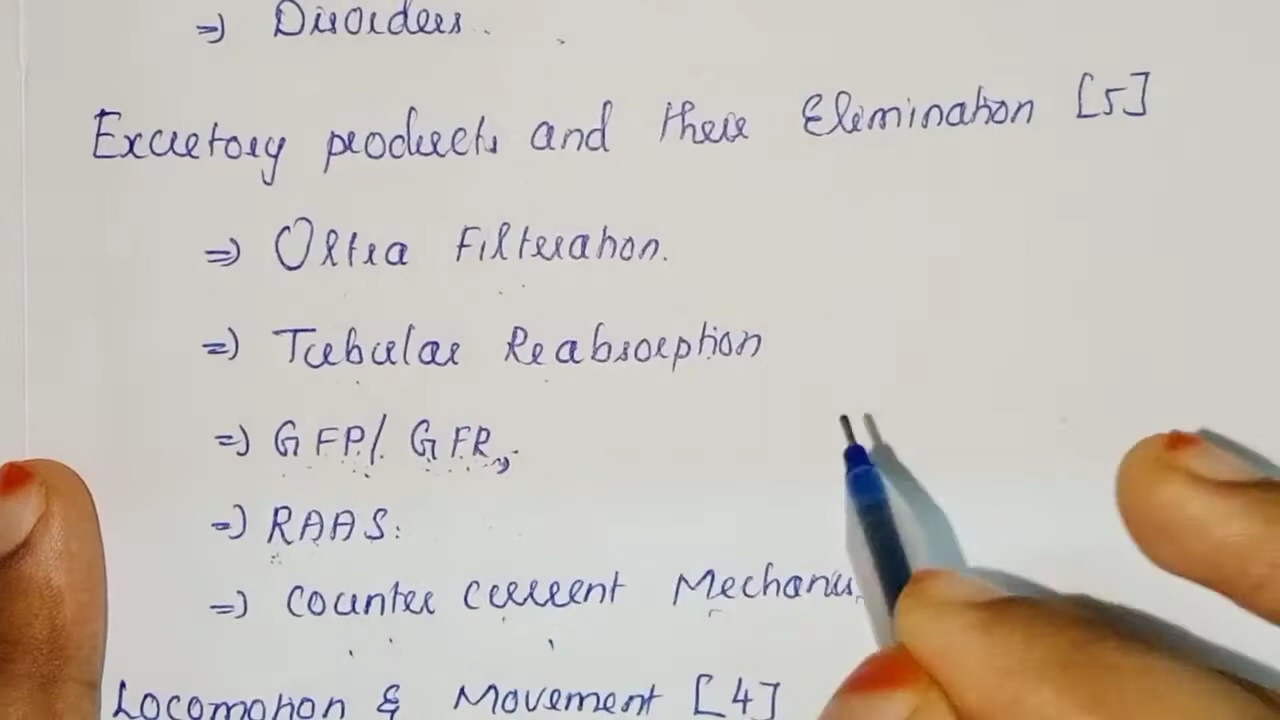 =) Disorders.
Excretory products and their Elimination [5]
=) Ultra Filteration.
=) Tubular Reabsorption
=) GFP/ GFR,
=) RAAS:
=) Counter current Mechanis
Locomotion & Movement [4]